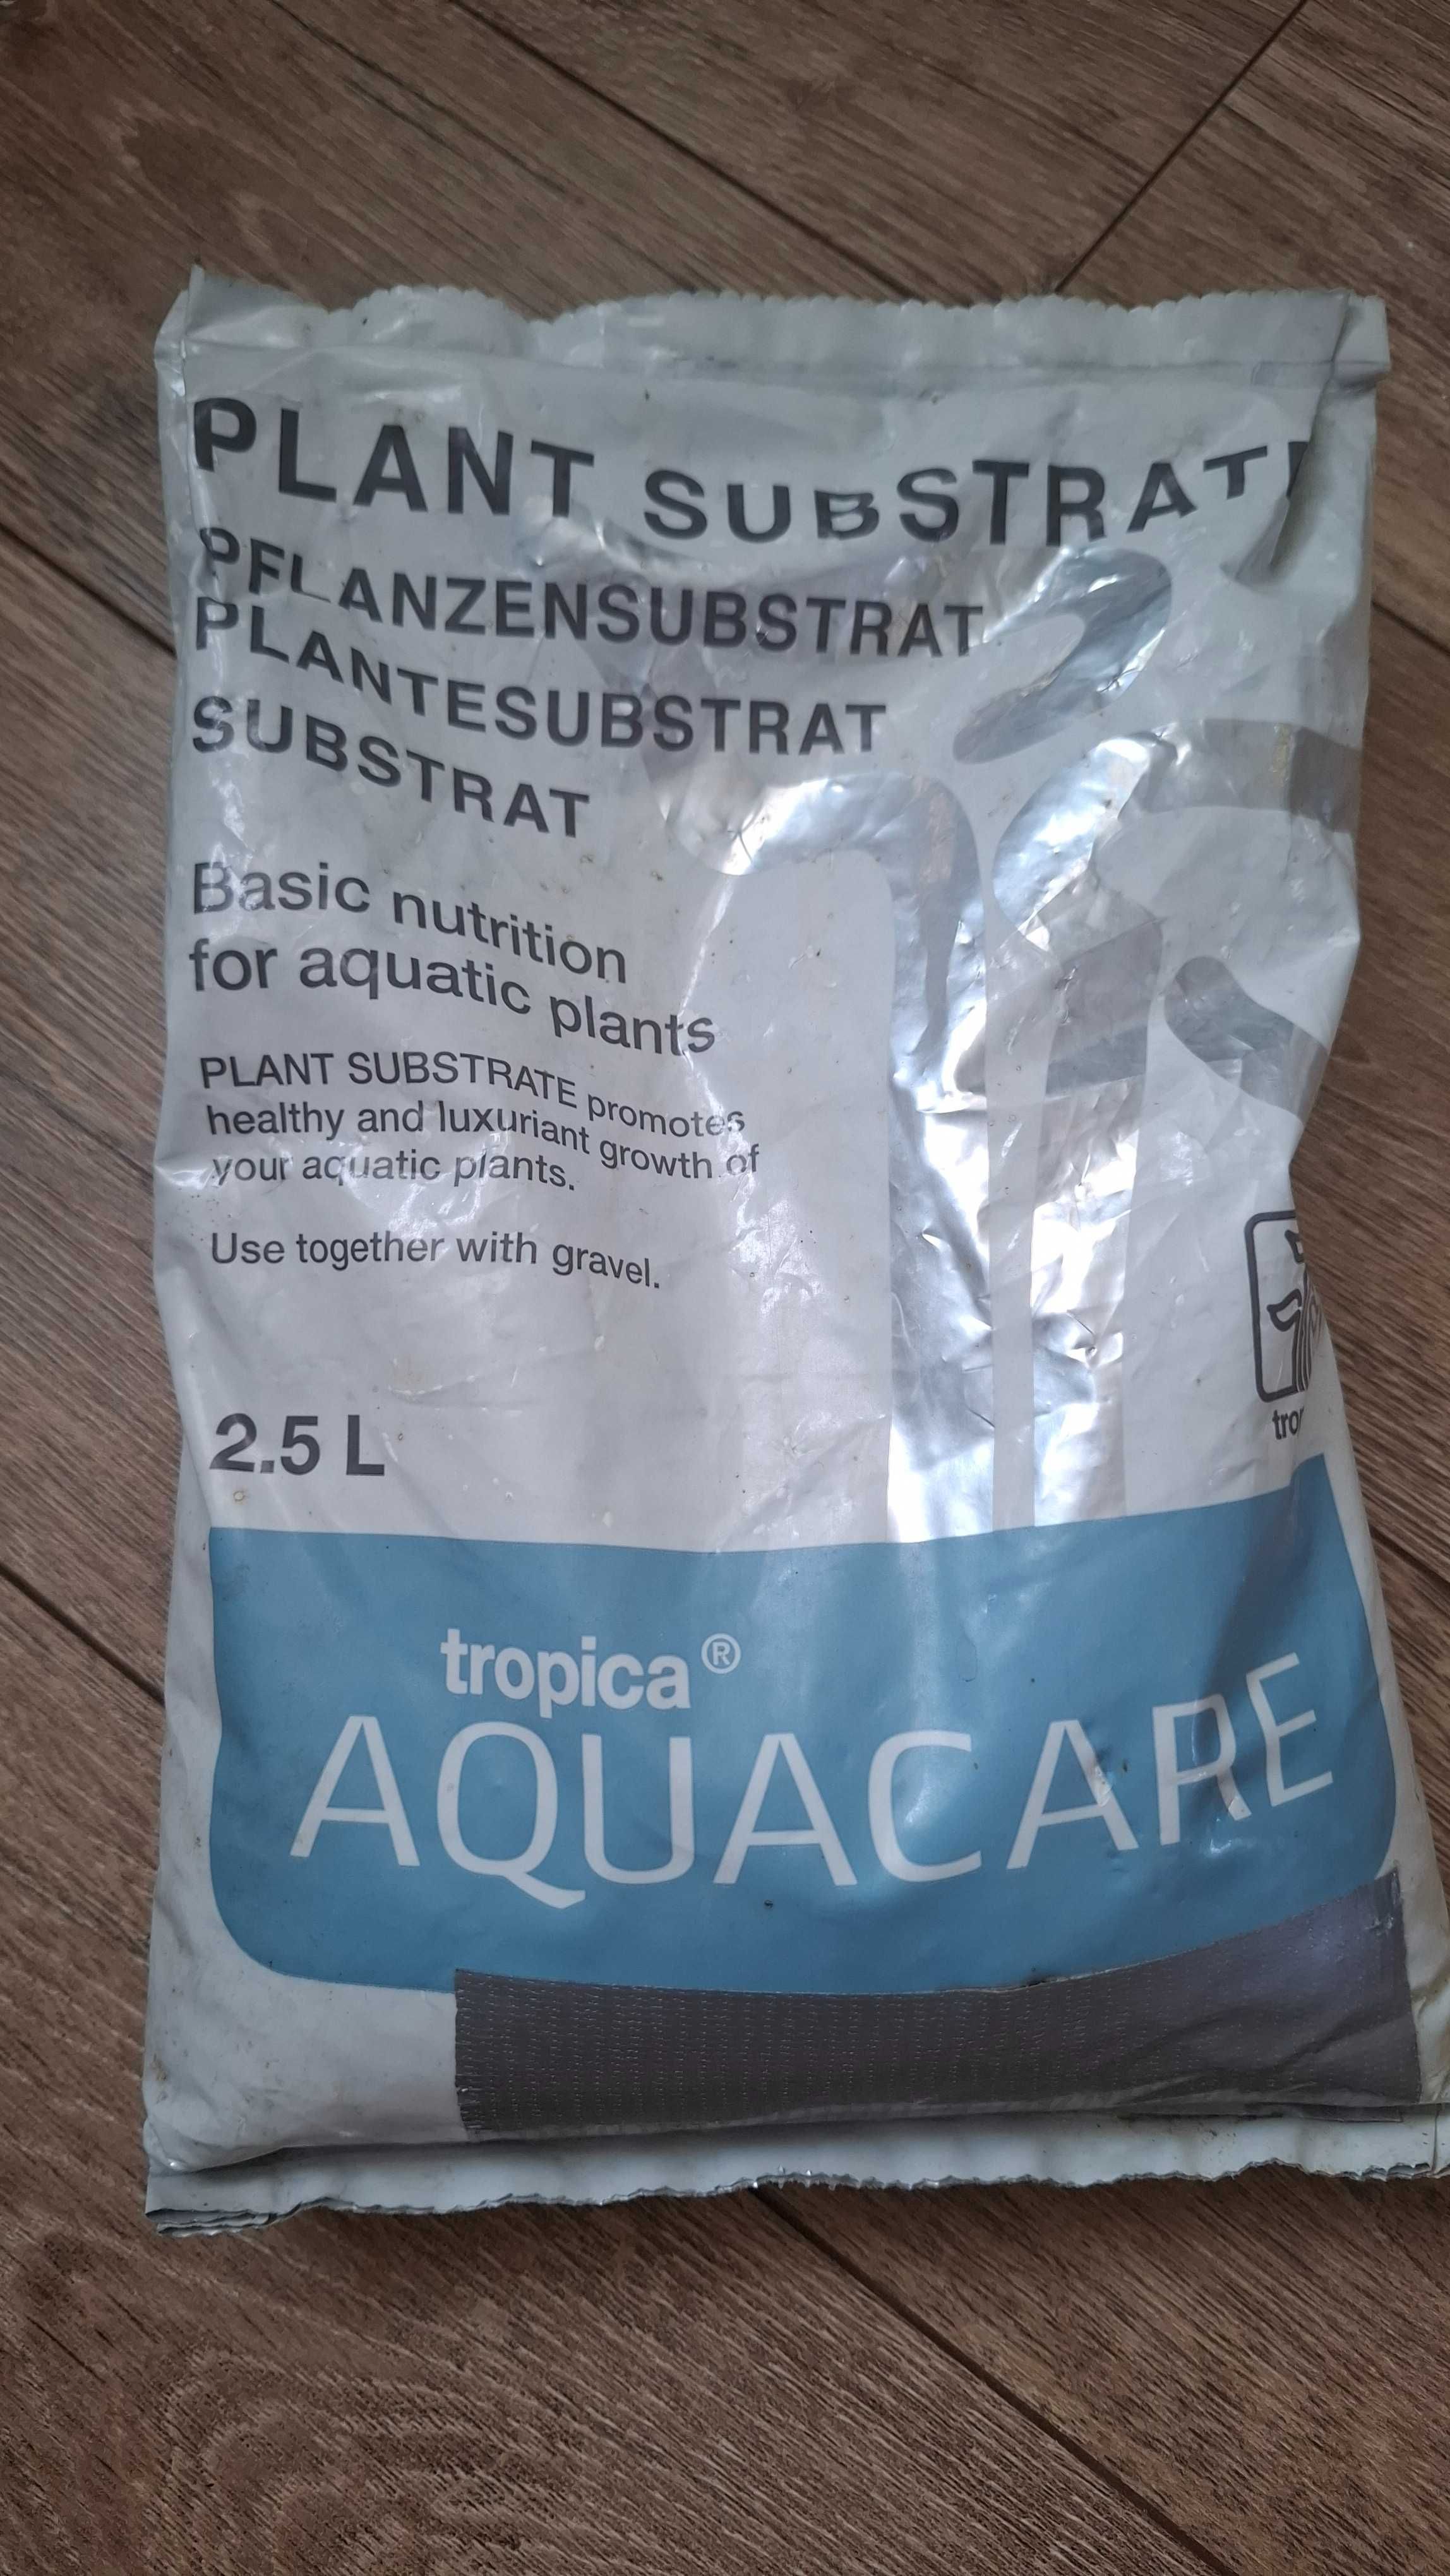 PLANT SUBSTRAT
PFLANZENSUBSTRAT
PLANTESUBSTRAT
SUBSTRAT
Basic nutrition
for aquatic plants
PLANT SUBSTRATE promotes
healthy and luxuriant growth of
your aquatic plants.
Use together with gravel.
2.5 L
trop
tropica®
AQUACARE